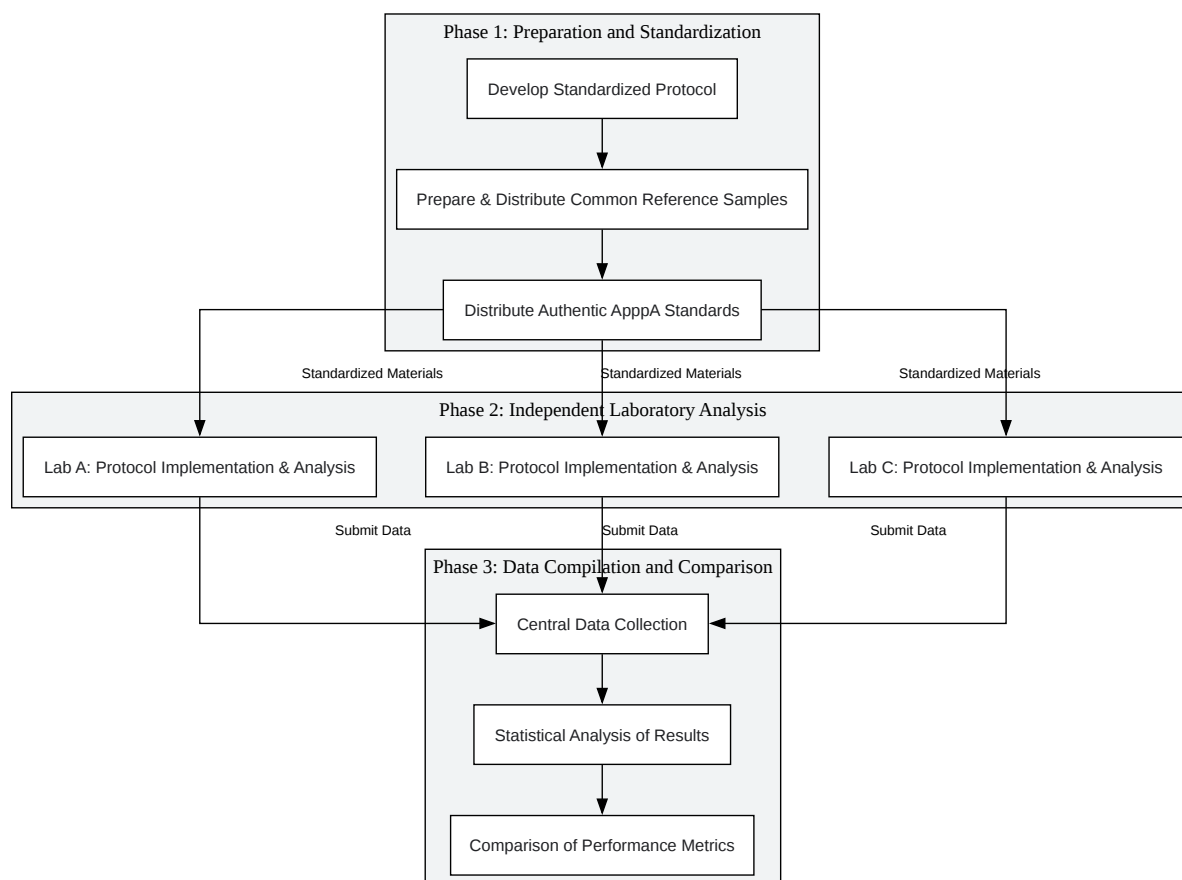 Phase 1: Preparation and Standardization
Develop Standardized Protocol
Prepare & Distribute Common Reference Samples
Distribute Authentic ApppA Standards
Standardized Materials
Standardized Materials
Standardized Materials
Phase 2: Independent Laboratory Analysis
Lab A: Protocol Implementation & Analysis
Lab B: Protocol Implementation & Analysis
Lab C: Protocol Implementation & Analysis
Submit Data
Submit Data
Submit Data
Phase 3: Data Compilation and Comparison
Central Data Collection
Statistical Analysis of Results
Comparison of Performance Metrics